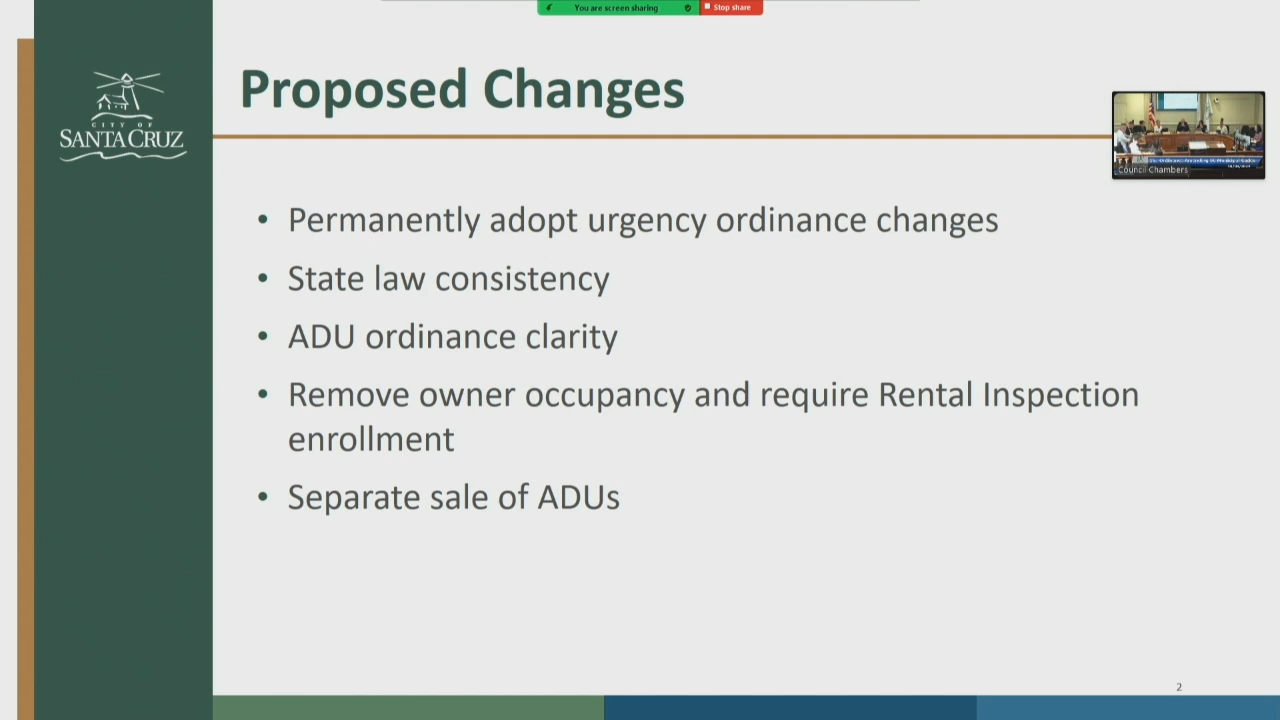 You are screen sharing
Stop share
CITY OF
SANTA CRUZ
Proposed Changes
Council Chambers
• Permanently adopt urgency ordinance changes
• State law consistency
• ADU ordinance clarity
• Remove owner occupancy and require Rental Inspection
enrollment
• Separate sale of ADUs
2